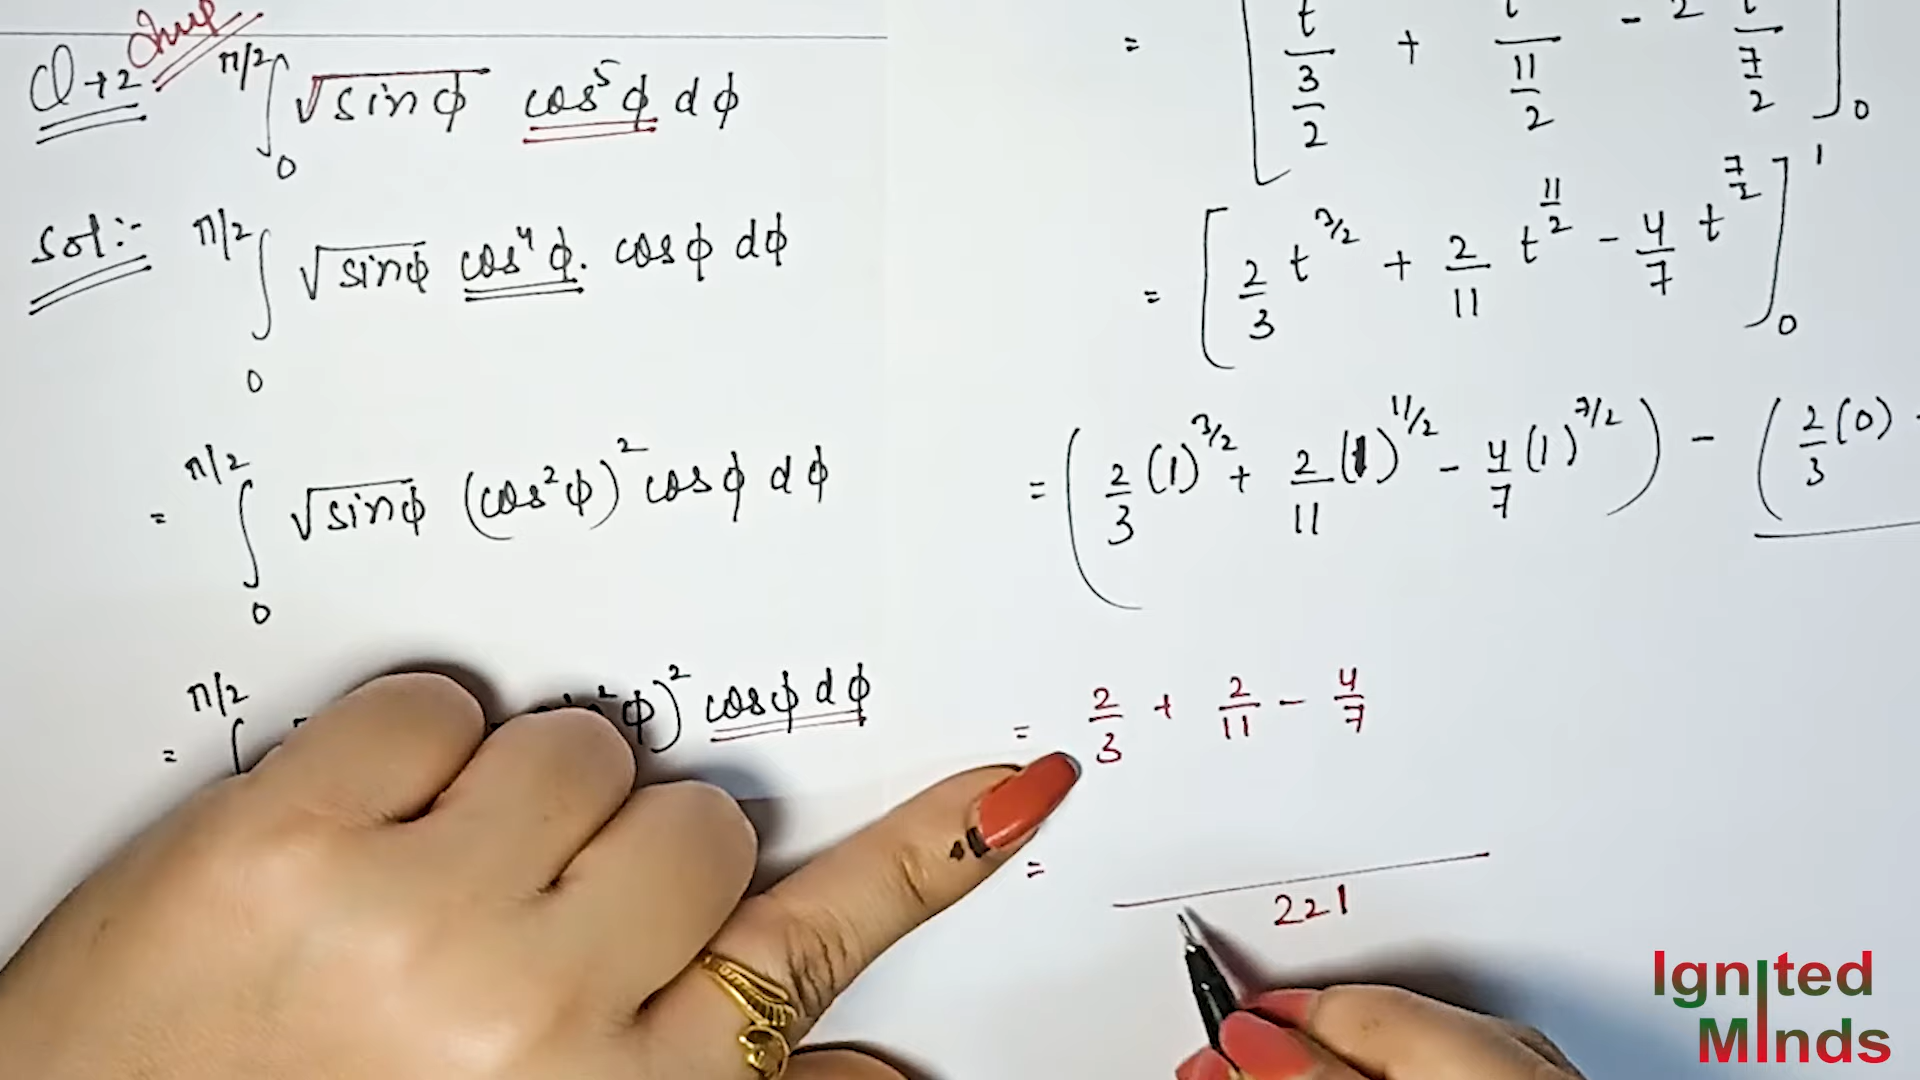 Q→2 Imp
π/2 ∫ 0 √sinφ cos⁵φ dφ
Sol:- π/2 ∫ 0 √sinφ cos⁴φ. cosφ dφ
= π/2 ∫ 0 √sinφ (cos²φ)² cosφ dφ
= π/2 ∫ φ)² cosφ dφ
= [ t / 3/2 + / 11/2 - 2 / 7/2 ] 0
= [ 2/3 t^3/2 + 2/11 t^11/2 - 4/7 t^7/2 ] 1 0
= ( 2/3 (1)^3/2 + 2/11 (1)^11/2 - 4/7 (1)^7/2 ) - ( 2/3 (0)
= 2/3 + 2/11 - 4/7
= 221
Ignited
Minds